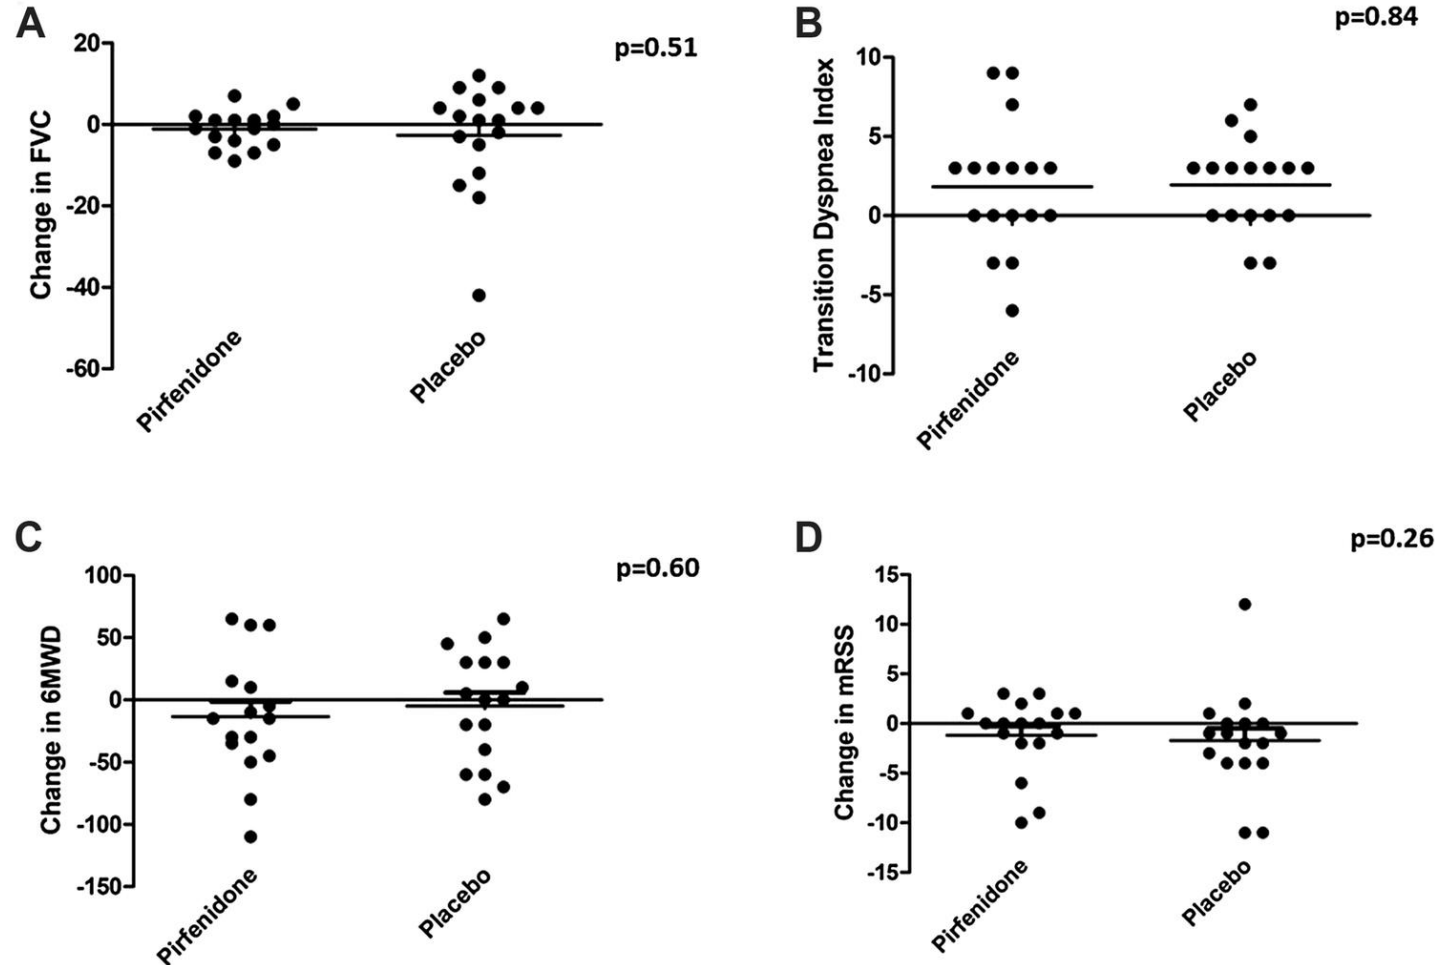 A
p=0.51
Change in FVC
20
0
-20
-40
-60
Pirfenidone
Placebo
B
p=0.84
Transition Dyspnea Index
10
5
0
-5
-10
Pirfenidone
Placebo
C
p=0.60
Change in 6MWD
100
50
0
-50
-100
-150
Pirfenidone
Placebo
D
p=0.26
Change in mRSS
15
10
5
0
-5
-10
-15
Pirfenidone
Placebo